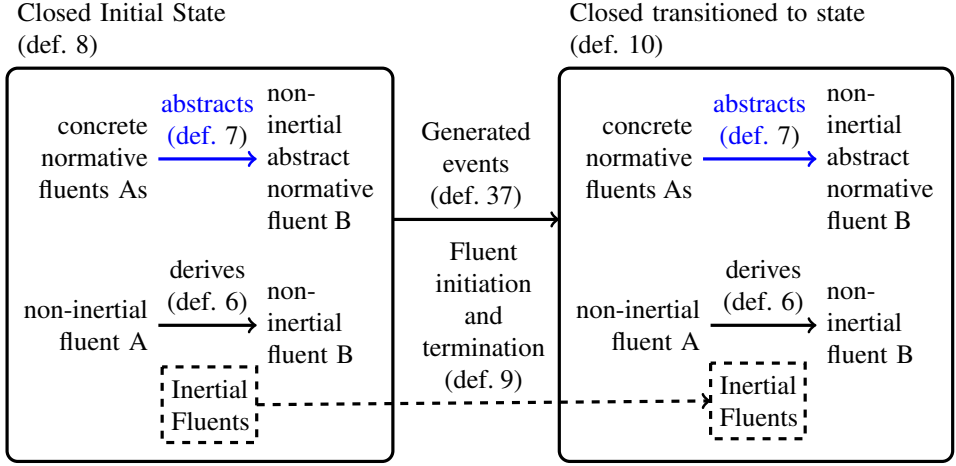 Closed Initial State
(def. 8)
concrete
normative
fluents As
abstracts
(def. 7)
non-
inertial
abstract
normative
fluent B
non-inertial
fluent A
derives
(def. 6)
non-
inertial
fluent B
Inertial
Fluents
Generated
events
(def. 37)
Fluent
initiation
and
termination
(def. 9)
Closed transitioned to state
(def. 10)
concrete
normative
fluents As
abstracts
(def. 7)
non-
inertial
abstract
normative
fluent B
non-inertial
fluent A
derives
(def. 6)
non-
inertial
fluent B
Inertial
Fluents